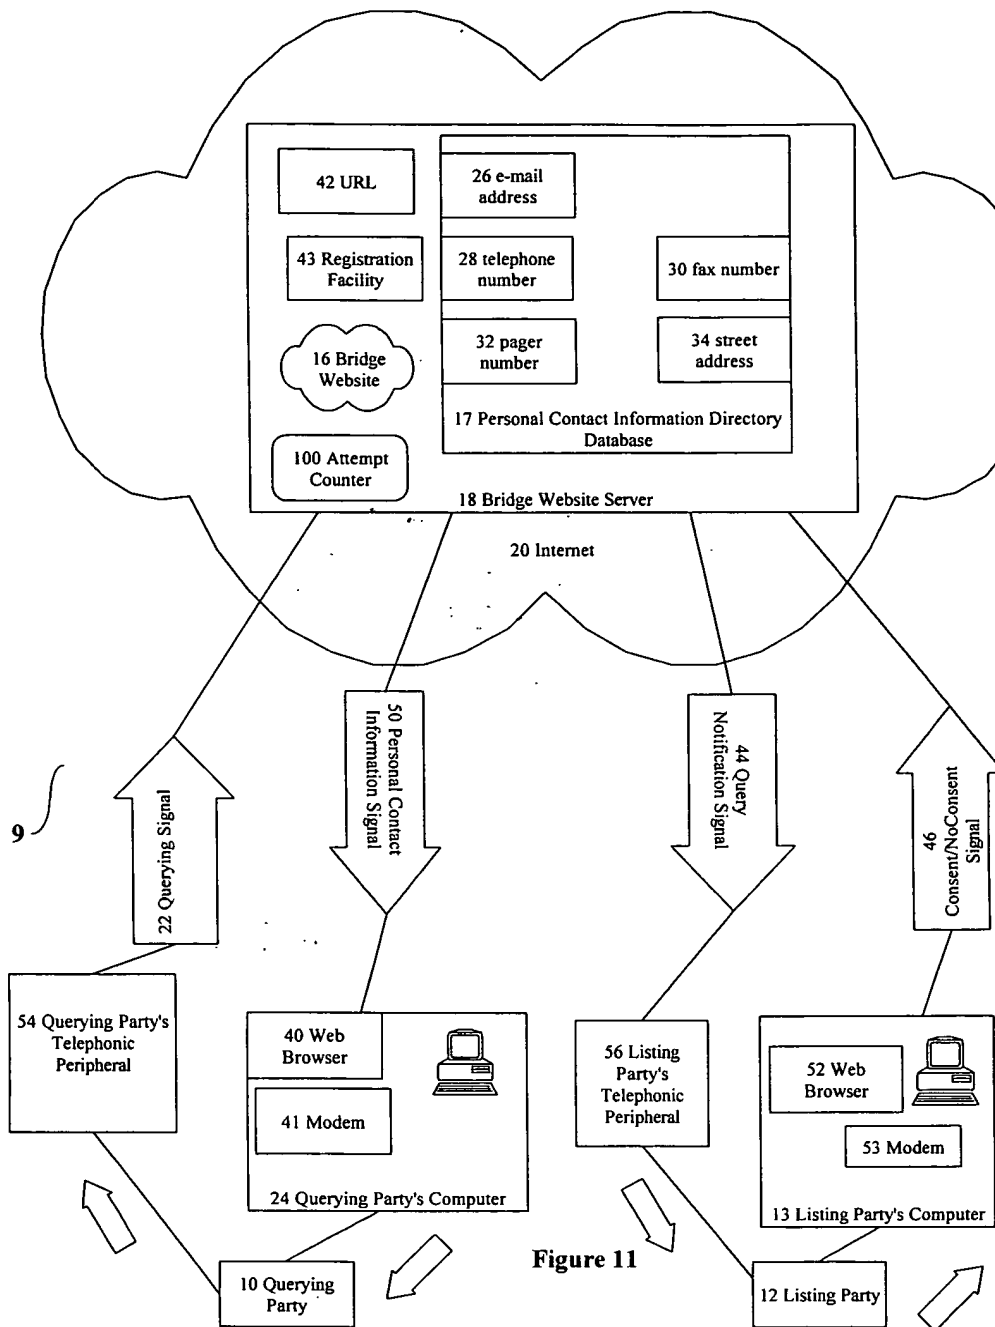 42 URL
26 e-mail
address
43 Registration
Facility
28 telephone
number
30 fax number
16 Bridge
Website
32 pager
number
34 street
address
17 Personal Contact Information Directory
Database
100 Attempt
Counter
18 Bridge Website Server
20 Internet
9
22 Querying Signal
50 Personal Contact
Information Signal
44 Query
Notification Signal
46
Consent/NoConsent
Signal
54 Querying Party's
Telephonic
Peripheral
40 Web
Browser
41 Modem
24 Querying Party's Computer
56 Listing
Party's
Telephonic
Peripheral
52 Web
Browser
53 Modem
13 Listing Party's Computer
10 Querying
Party
Figure 11
12 Listing Party